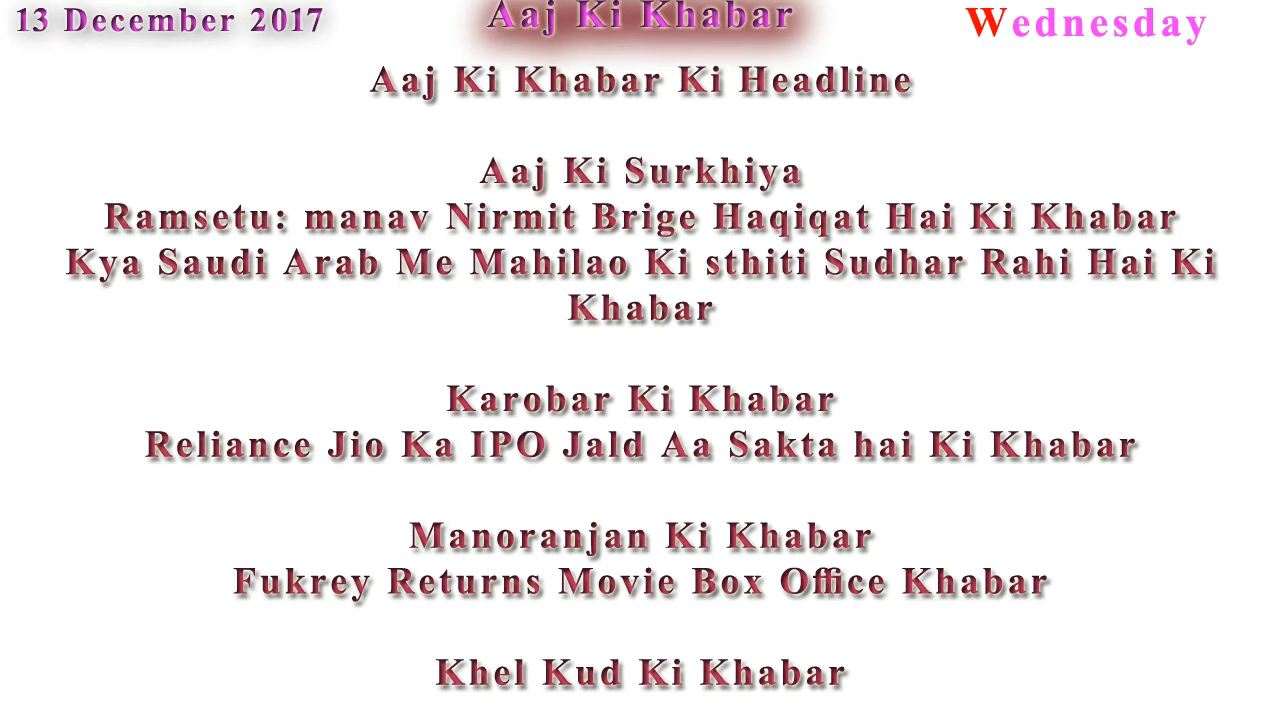 13 December 2017
Aaj Ki Khabar
Wednesday
Aaj Ki Khabar Ki Headline
Aaj Ki Surkhiya
Ramsetu: manav Nirmit Brige Haqiqat Hai Ki Khabar
Kya Saudi Arab Me Mahilao Ki sthiti Sudhar Rahi Hai Ki
Khabar
Karobar Ki Khabar
Reliance Jio Ka IPO Jald Aa Sakta hai Ki Khabar
Manoranjan Ki Khabar
Fukrey Returns Movie Box Office Khabar
Khel Kud Ki Khabar